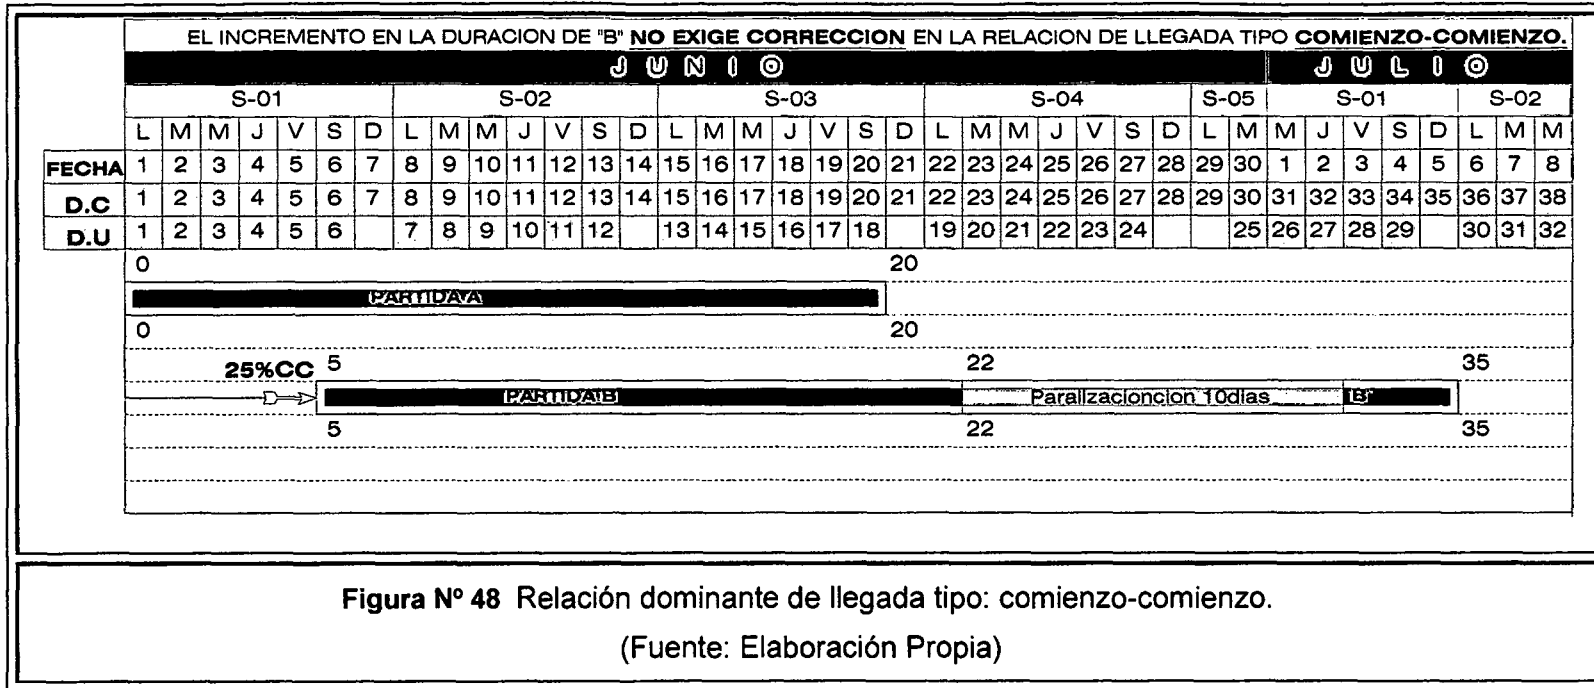 EL INCREMENTO EN LA DURACION DE "B" NO EXIGE CORRECCION EN LA RELACION DE LLEGADA TIPO COMIENZO-COMIENZO.
JUNIO JULIO
S-01 S-02 S-03 S-04 S-05 S-01 S-02
L M M J V S D L M M J V S D L M M J V S D L M M J V S D L M M J V S D L M M
FECHA 1 2 3 4 5 6 7 8 9 10 11 12 13 14 15 16 17 18 19 20 21 22 23 24 25 26 27 28 29 30 1 2 3 4 5 6 7 8
D.C 1 2 3 4 5 6 7 8 9 10 11 12 13 14 15 16 17 18 19 20 21 22 23 24 25 26 27 28 29 30 31 32 33 34 35 36 37 38
D.U 1 2 3 4 5 6 7 8 9 10 11 12 13 14 15 16 17 18 19 20 21 22 23 24 25 26 27 28 29 30 31 32
0 20
PARTIDA A
0 20
25%CC 5 22 35
PARTIDA B Paralizacioncion 10dias "B"
5 22 35
Figura Nº 48 Relación dominante de llegada tipo: comienzo-comienzo.
(Fuente: Elaboración Propia)